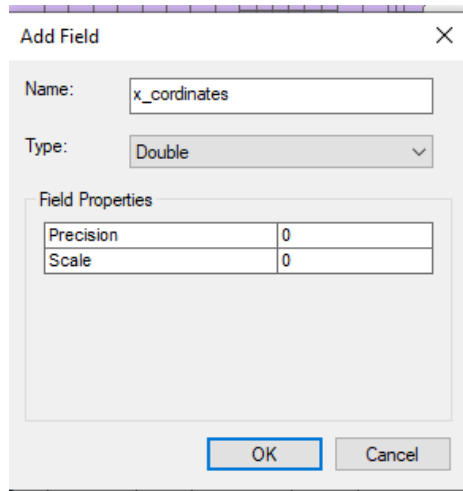 Add Field
Name: x_cordinates
Type: Double
Field Properties
Precision 0
Scale 0
OK Cancel